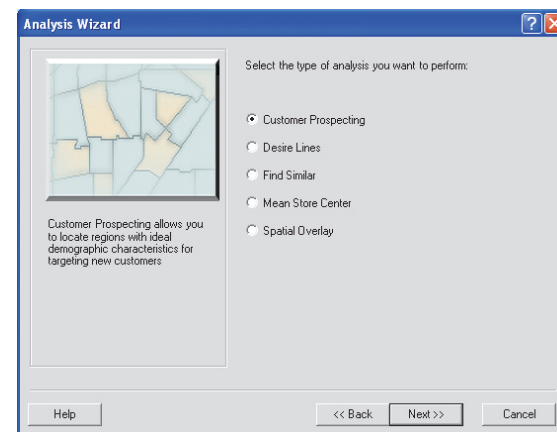 Analysis Wizard
Select the type of analysis you want to perform:
Customer Prospecting
Desire Lines
Find Similar
Mean Store Center
Spatial Overlay
Customer Prospecting allows you
to locate regions with ideal
demographic characteristics for
targeting new customers
Help
<< Back
Next >>
Cancel